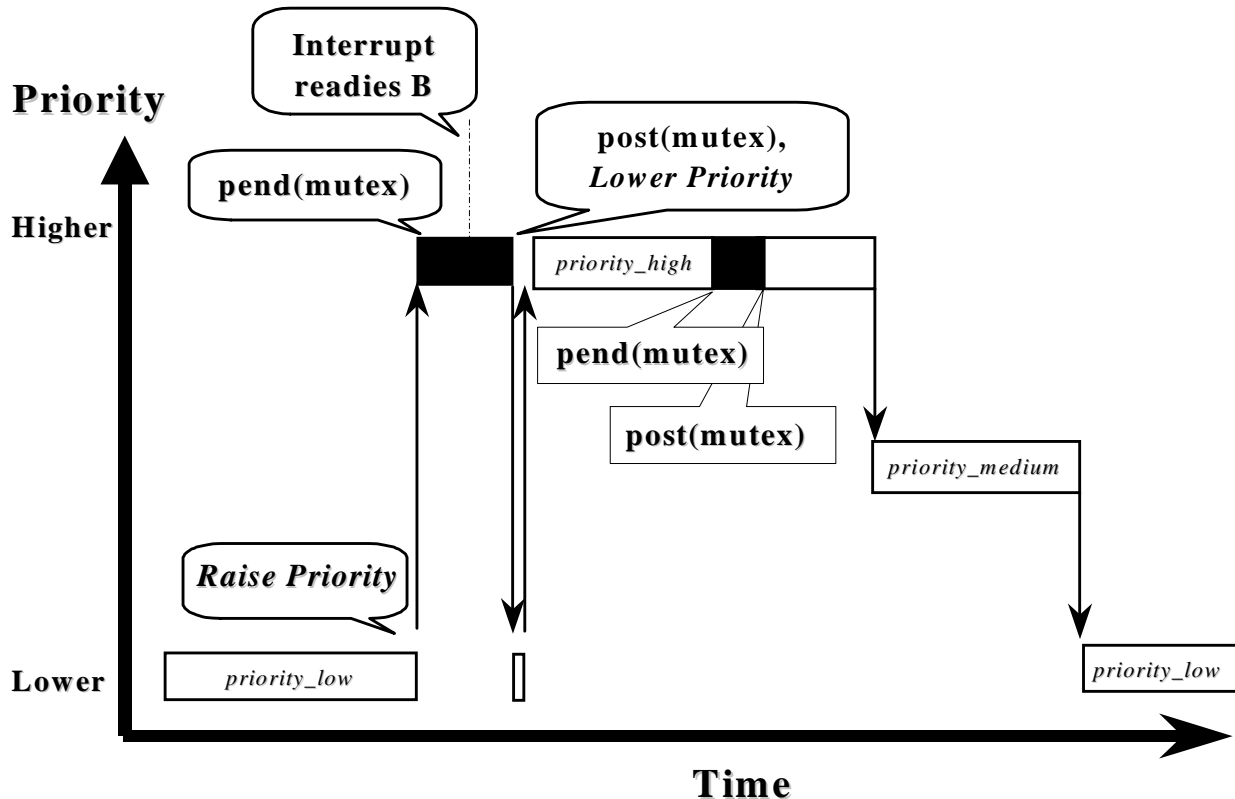 Interrupt
readies B
Priority
post(mutex),
Lower Priority
pend(mutex)
Higher
priority_high
pend(mutex)
post(mutex)
priority_medium
Raise Priority
Lower
priority_low
priority_low
Time